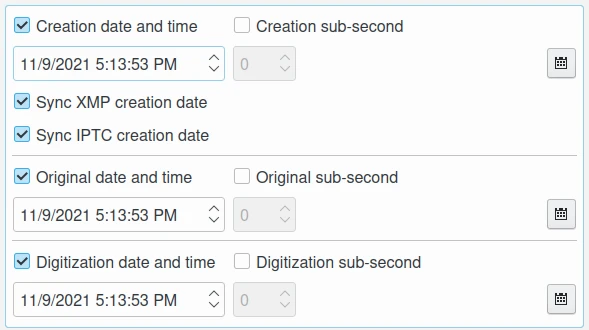 Creation date and time Creation sub-second
11/9/2021 5:13:53 PM 0
Sync XMP creation date
Sync IPTC creation date
Original date and time Original sub-second
11/9/2021 5:13:53 PM 0
Digitization date and time Digitization sub-second
11/9/2021 5:13:53 PM 0